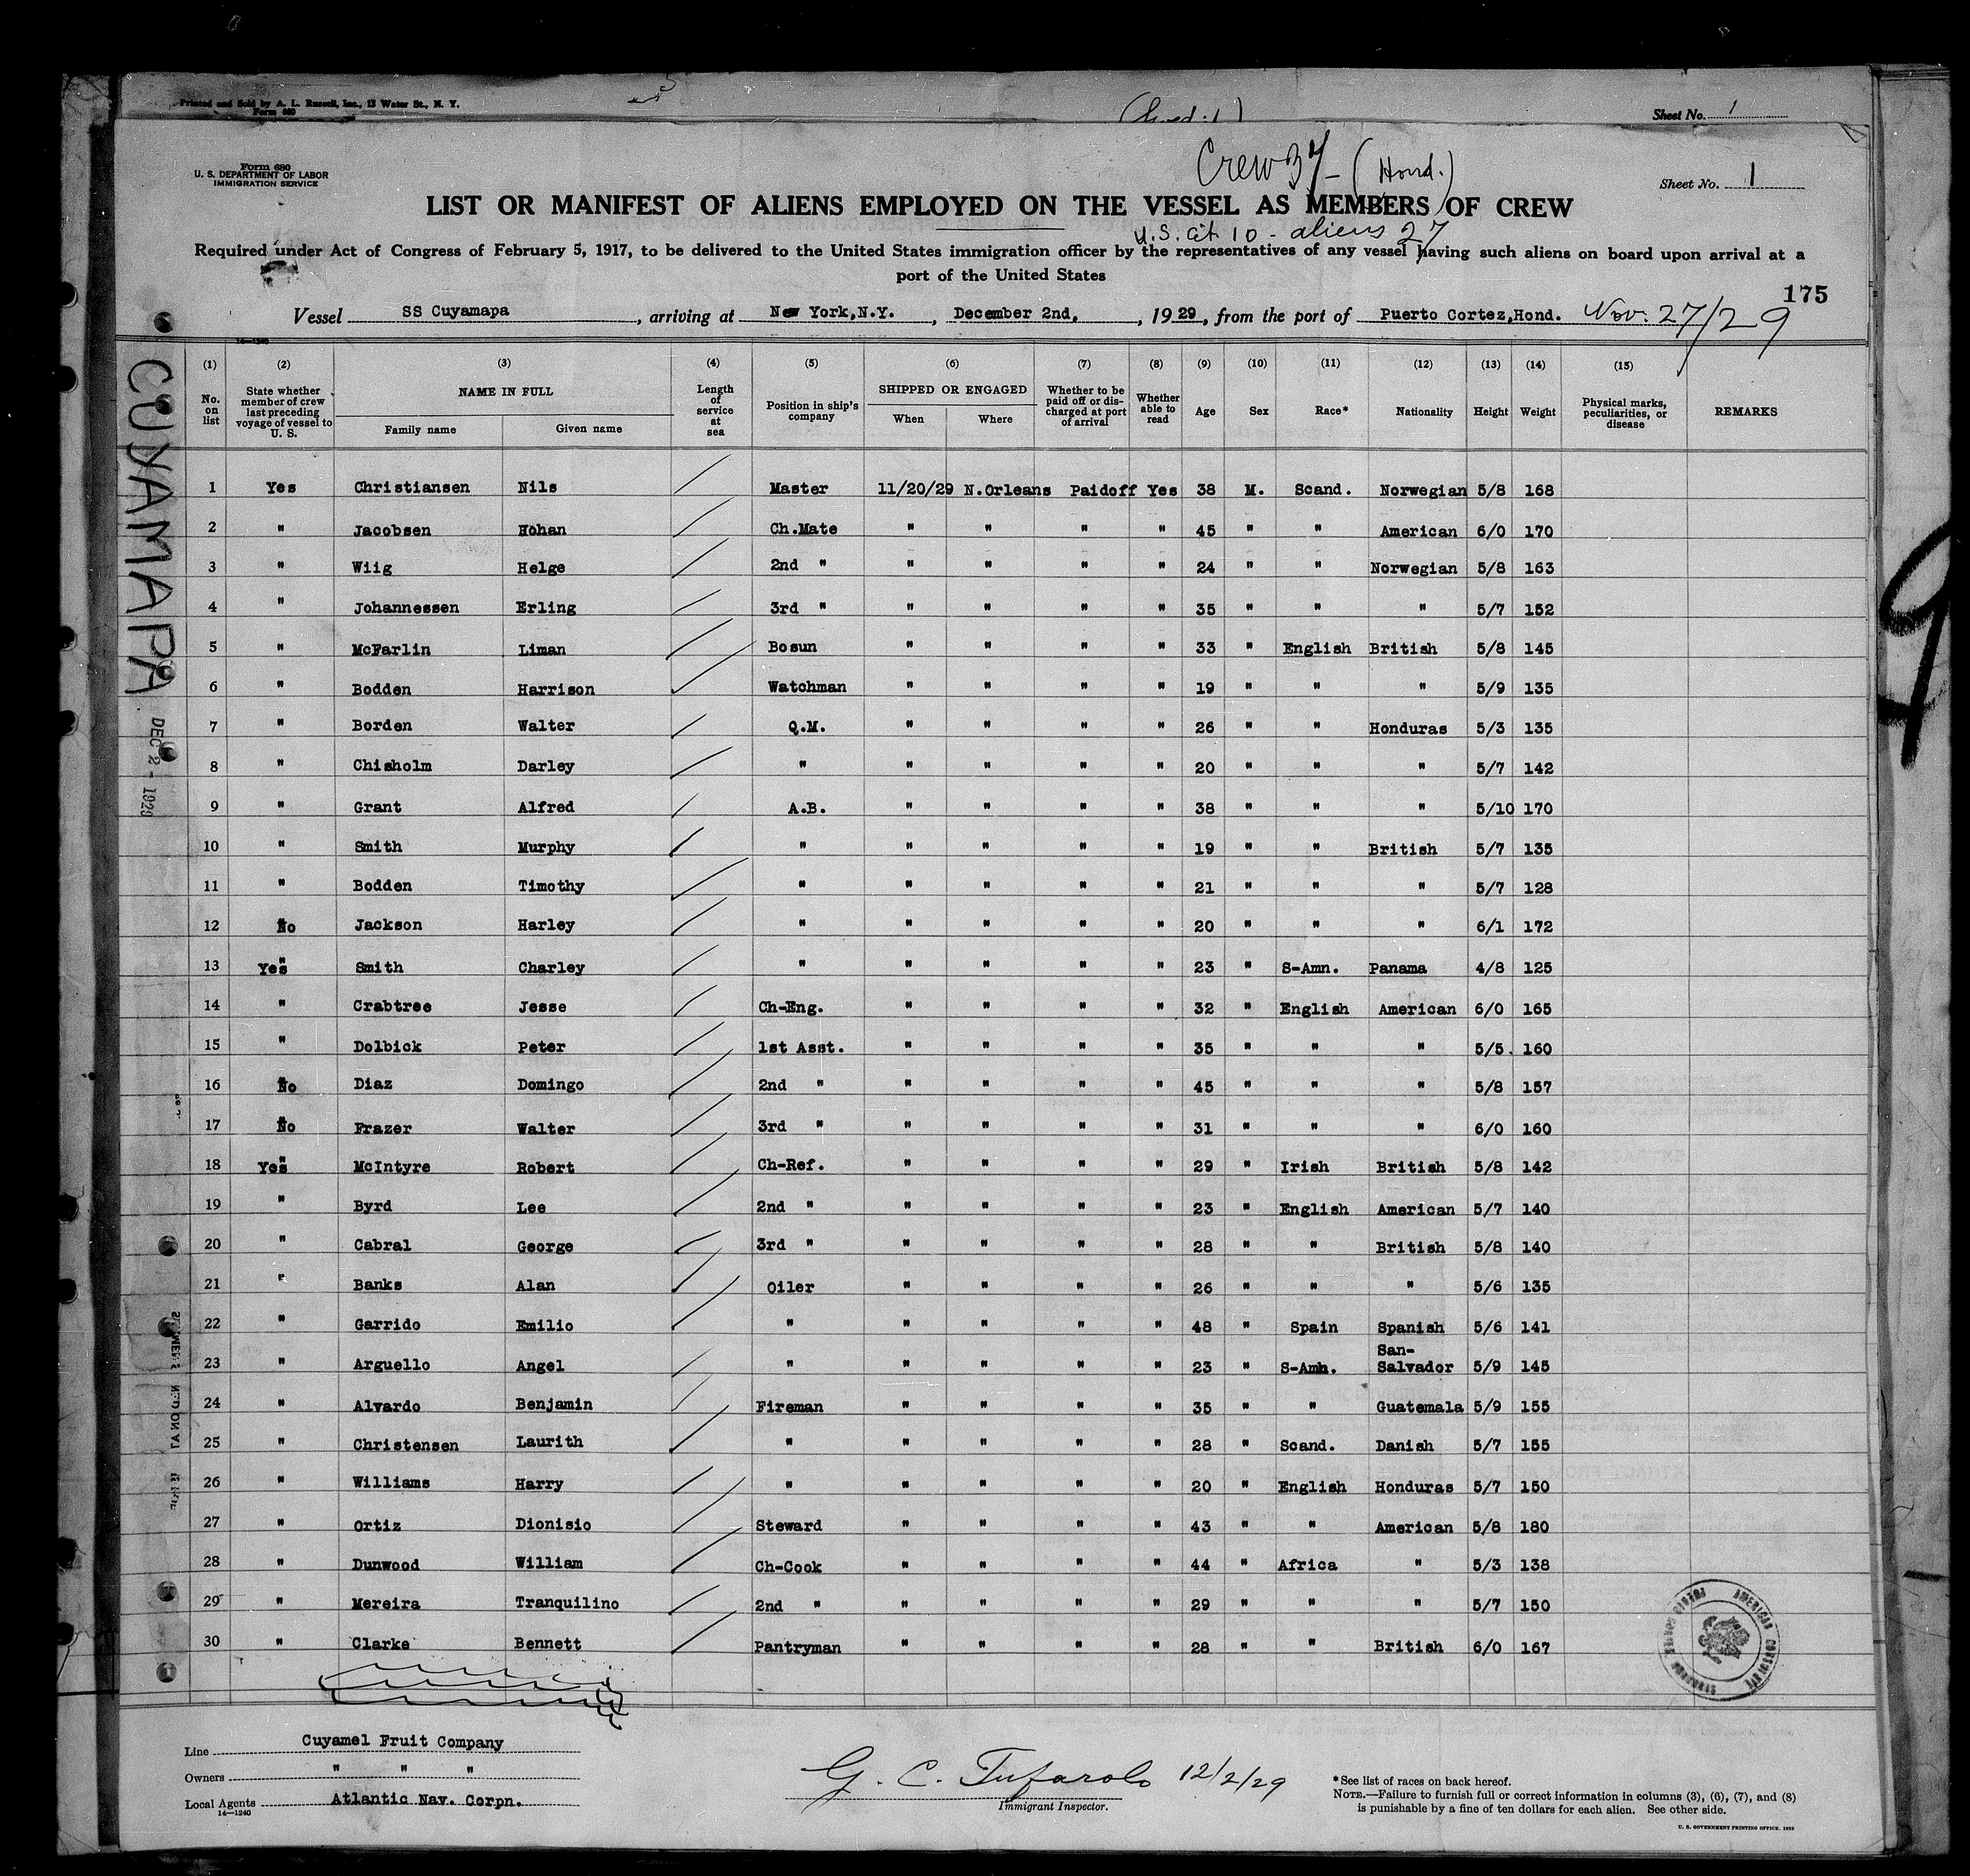 Printed and Sold by A. L. Russell, Inc., 13 Water St., N. Y.
Form 680
Sheet No. 1
Form 680
U. S. DEPARTMENT OF LABOR
IMMIGRATION SERVICE
Crew 37 - (Hond.)
Sheet No. 1
LIST OR MANIFEST OF ALIENS EMPLOYED ON THE VESSEL AS MEMBERS OF CREW
U.S. cit 10 - aliens 27
Required under Act of Congress of February 5, 1917, to be delivered to the United States immigration officer by the representatives of any vessel having such aliens on board upon arrival at a
port of the United States
175
Vessel SS Cuyamapa, arriving at New York, N.Y., December 2nd, 1929, from the port of Puerto Cortez, Hond. Nov. 27/29
CUYAMAPA
DEC 2 - 1929
14—1240
(1) (2) (3) (4) (5) (6) (7) (8) (9) (10) (11) (12) (13) (14) (15)
No. on list | State whether member of crew last preceding voyage of vessel to U. S. | NAME IN FULL Family name Given name | Length of service at sea | Position in ship's company | SHIPPED OR ENGAGED When Where | Whether to be paid off or discharged at port of arrival | Whether able to read | Age | Sex | Race* | Nationality | Height | Weight | Physical marks, peculiarities, or disease | REMARKS
1 Yes Christiansen Nils Master 11/20/29 N.Orleans Paidoff Yes 38 M. Scand. Norwegian 5/8 168
2 " Jacobsen Hohan Ch.Mate " " " " 45 " " American 6/0 170
3 " Wiig Helge 2nd " " " " " 24 " " Norwegian 5/8 163
4 " Johannessen Erling 3rd " " " " " 35 " " " 5/7 152
5 " McFarlin Liman Bosun " " " " 33 " English British 5/8 145
6 " Bodden Harrison Watchman " " " " 19 " " " 5/9 135
7 " Borden Walter Q.M. " " " " 26 " " Honduras 5/3 135
8 " Chisholm Darley " " " " " 20 " " " 5/7 142
9 " Grant Alfred A.B. " " " " 38 " " " 5/10 170
10 " Smith Murphy " " " " " 19 " " British 5/7 135
11 " Bodden Timothy " " " " " 21 " " " 5/7 128
12 No Jackson Harley " " " " " 20 " " " 6/1 172
13 Yes Smith Charley " " " " " 23 " S-Amn. Panama 4/8 125
14 " Crabtree Jesse Ch-Eng. " " " " 32 " English American 6/0 165
15 " Dolbick Peter 1st Asst. " " " " 35 " " " 5/5 160
16 No Diaz Domingo 2nd " " " " " 45 " " " 5/8 157
17 No Frazer Walter 3rd " " " " " 31 " " " 6/0 160
18 Yes McIntyre Robert Ch-Ref. " " " " 29 " Irish British 5/8 142
19 " Byrd Lee 2nd " " " " " 23 " English American 5/7 140
20 " Cabral George 3rd " " " " " 28 " " British 5/8 140
21 " Banks Alan Oiler " " " " 26 " " " 5/6 135
22 " Garrido Emilio " " " " " 48 " Spain Spanish 5/6 141
23 " Arguello Angel " " " " " 23 " S-Amn. San-Salvador 5/9 145
24 " Alvardo Benjamin Fireman " " " " 35 " " Guatemala 5/9 155
25 " Christensen Laurith " " " " " 28 " Scand. Danish 5/7 155
26 " Williams Harry " " " " " 20 " English Honduras 5/7 150
27 " Ortiz Dionisio Steward " " " " 43 " " American 5/8 180
28 " Dunwood William Ch-Cook " " " " 44 " Africa " 5/3 138
29 " Mereira Tranquilino 2nd " " " " " 29 " " " 5/7 150
30 " Clarke Bennett Pantryman " " " " 28 " " British 6/0 167
AMERICAN CONSULATE
Line Cuyamel Fruit Company
Owners " " "
Local Agents Atlantic Nav. Corpn.
14—1240
G. C. Tufarolo 12/2/29
Immigrant Inspector.
*See list of races on back hereof.
NOTE.—Failure to furnish full or correct information in columns (3), (6), (7), and (8)
is punishable by a fine of ten dollars for each alien. See other side.
U. S. GOVERNMENT PRINTING OFFICE. 1929